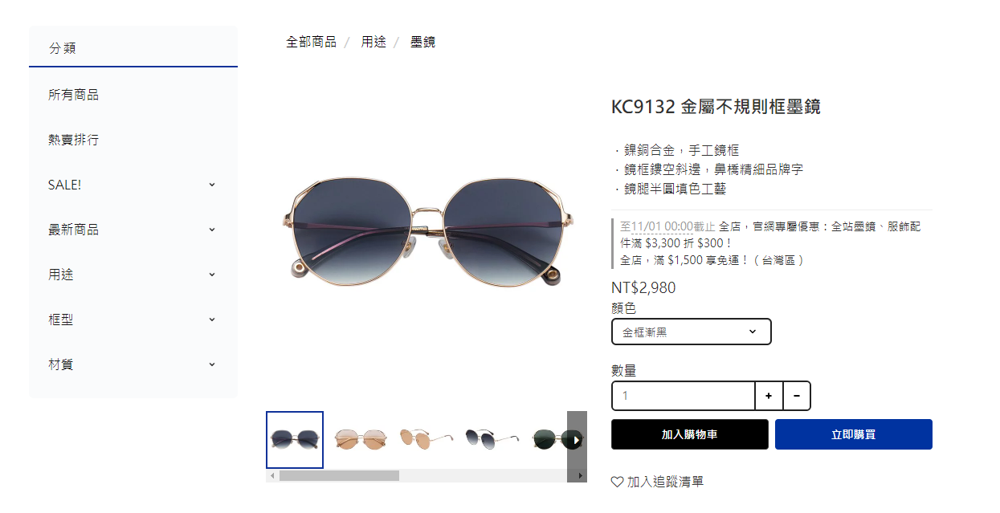 分類
所有商品
熱賣排行
SALE!
最新商品
用途
框型
材質
全部商品 / 用途 / 墨鏡
KC9132 金屬不規則框墨鏡
．鎳銅合金，手工鏡框
．鏡框鏤空斜邊，鼻橋精細品牌字
．鏡腿半圓填色工藝
至11/01 00:00截止 全店，官網專屬優惠：全站墨鏡、服飾配
件滿 $3,300 折 $300！
全店，滿 $1,500 享免運！（台灣區）
NT$2,980
顏色
金框漸黑
數量
1 + −
加入購物車 立即購買
加入追蹤清單